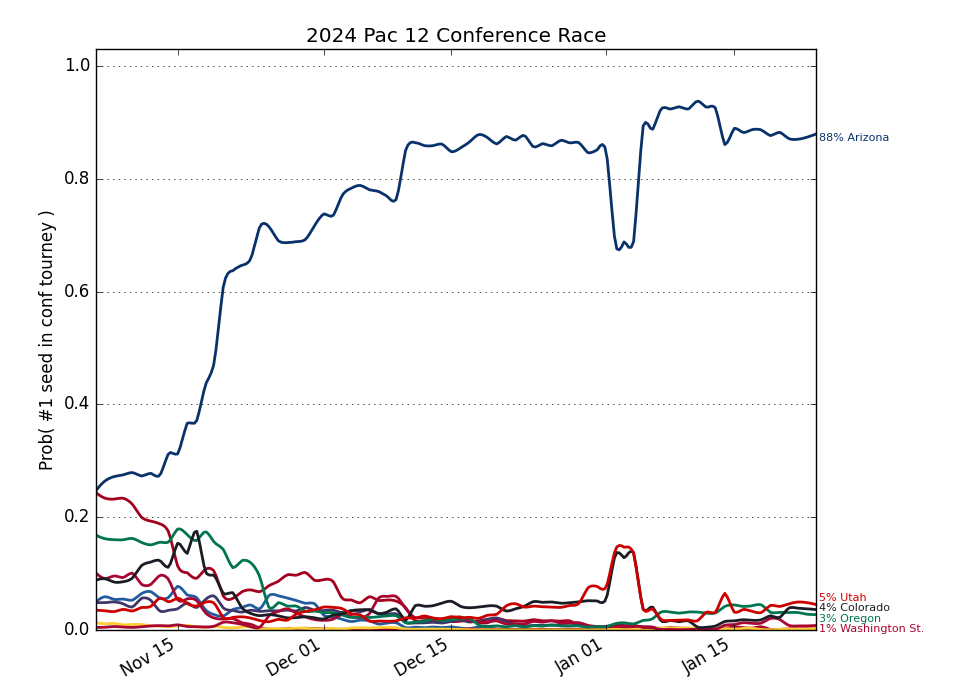 2024 Pac 12 Conference Race
Prob( #1 seed in conf tourney )
1.0
0.8
0.6
0.4
0.2
0.0
88% Arizona
5% Utah
4% Colorado
3% Oregon
1% Washington St.
Nov 15
Dec 01
Dec 15
Jan 01
Jan 15